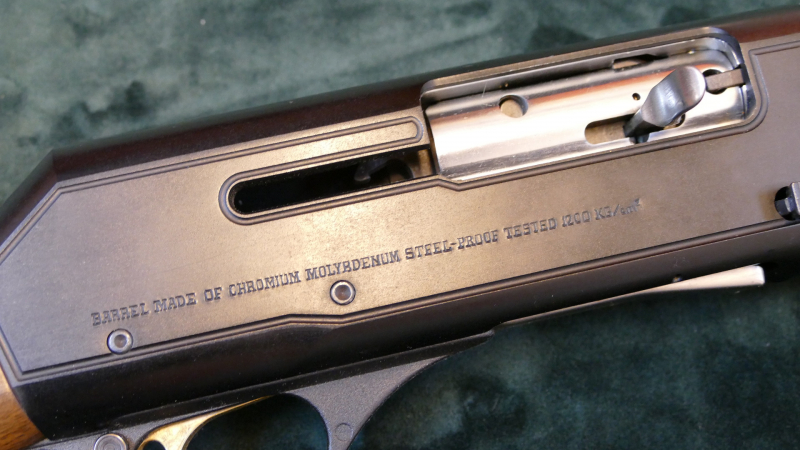 BARREL MADE OF CHROMIUM MOLYBDENUM STEEL-PROOF TESTED 1200 KG/cm²